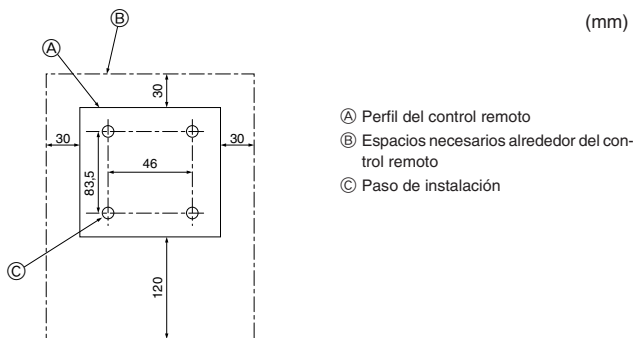 (mm)
Ⓑ
Ⓐ
30
30
30
46
83,5
Ⓒ
120
Ⓐ Perfil del control remoto
Ⓑ Espacios necesarios alrededor del con-
trol remoto
Ⓒ Paso de instalación